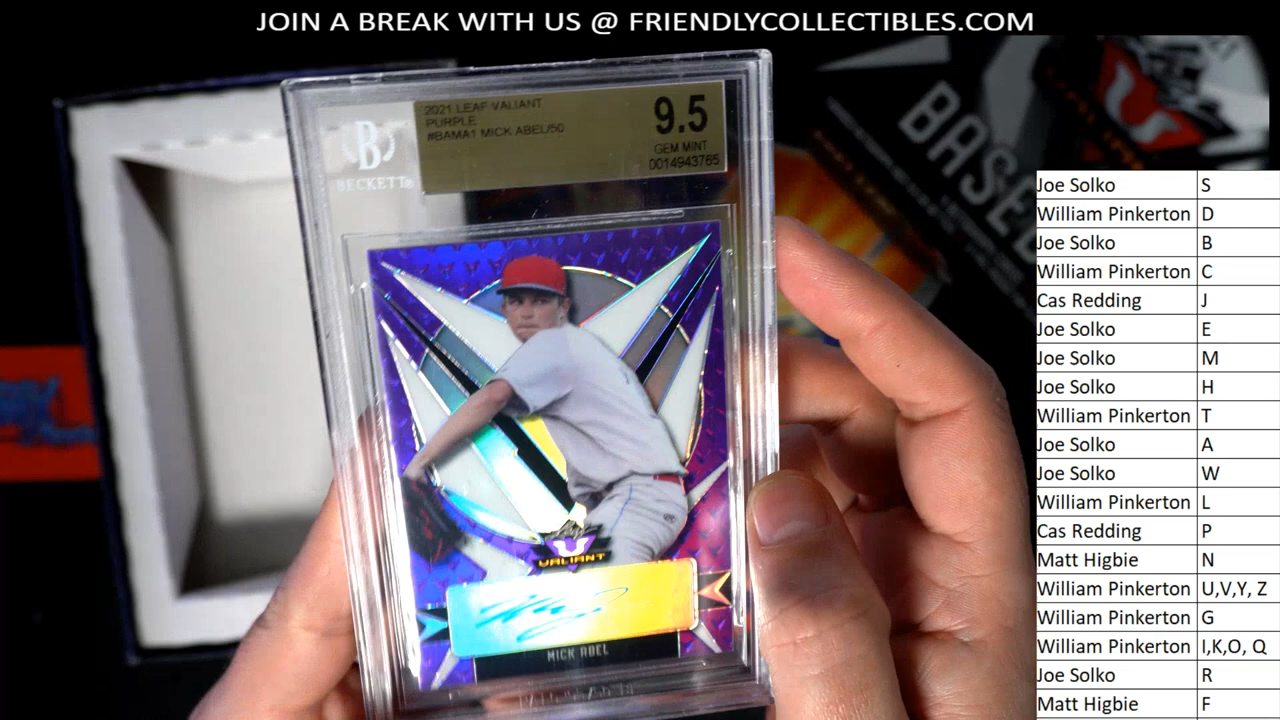 JOIN A BREAK WITH US @ FRIENDLYCOLLECTIBLES.COM
2021 LEAF VALIANT
PURPLE
#BAMA1 MICK ABEL/50
9.5
GEM MINT
0014943765
B
BECKETT®
VALIANT
MICK ABEL
BASE
Joe Solko S
William Pinkerton D
Joe Solko B
William Pinkerton C
Cas Redding J
Joe Solko E
Joe Solko M
Joe Solko H
William Pinkerton T
Joe Solko A
Joe Solko W
William Pinkerton L
Cas Redding P
Matt Higbie N
William Pinkerton U,V,Y, Z
William Pinkerton G
William Pinkerton I,K,O, Q
Joe Solko R
Matt Higbie F